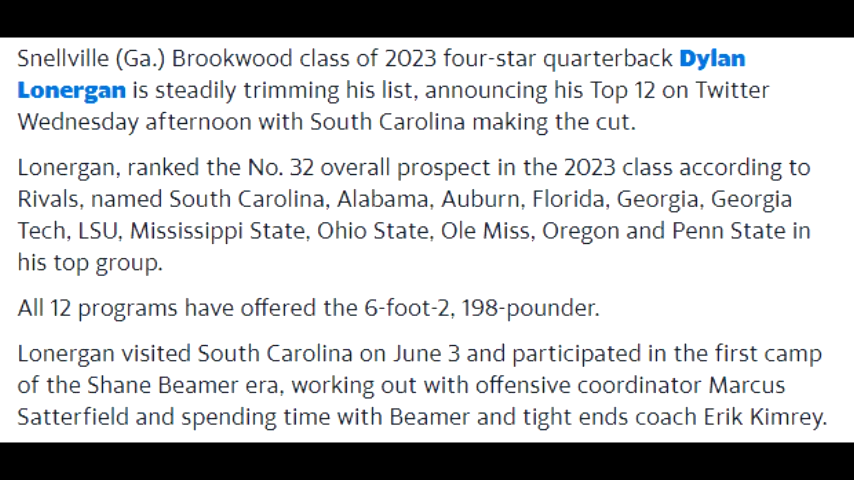 Snellville (Ga.) Brookwood class of 2023 four-star quarterback Dylan
Lonergan is steadily trimming his list, announcing his Top 12 on Twitter
Wednesday afternoon with South Carolina making the cut.
Lonergan, ranked the No. 32 overall prospect in the 2023 class according to
Rivals, named South Carolina, Alabama, Auburn, Florida, Georgia, Georgia
Tech, LSU, Mississippi State, Ohio State, Ole Miss, Oregon and Penn State in
his top group.
All 12 programs have offered the 6-foot-2, 198-pounder.
Lonergan visited South Carolina on June 3 and participated in the first camp
of the Shane Beamer era, working out with offensive coordinator Marcus
Satterfield and spending time with Beamer and tight ends coach Erik Kimrey.